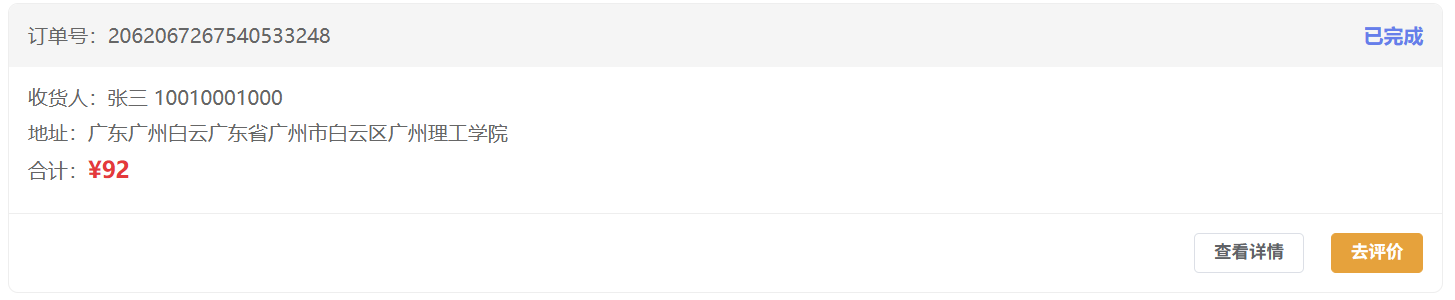 订单号：2062067267540533248
已完成
收货人：张三 10010001000
地址：广东广州白云广东省广州市白云区广州理工学院
合计：¥92
查看详情
去评价